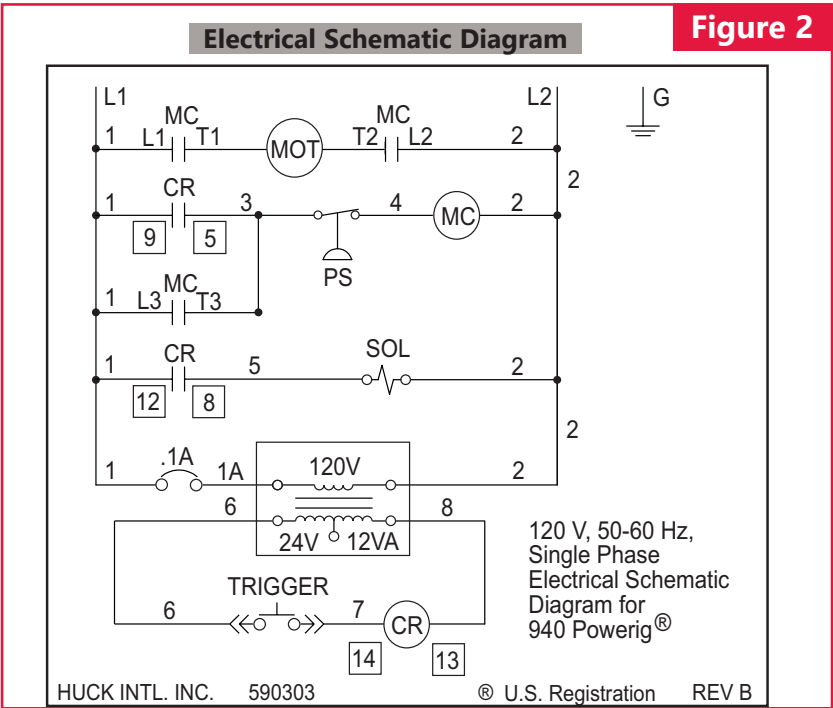 Figure 2
Electrical Schematic Diagram
L1 L2 G
MC MC
1 L1 T1 MOT T2 L2 2
2
CR
1 3 4 MC 2
9 5
PS
MC
1 L3 T3
CR SOL
1 5 2
12 8
2
.1A 120V
1 1A 2
6 8
24V 12VA
120 V, 50-60 Hz,
Single Phase
Electrical Schematic
Diagram for
940 Powerig®
TRIGGER
6 7 CR
14 13
HUCK INTL. INC. 590303 ® U.S. Registration REV B